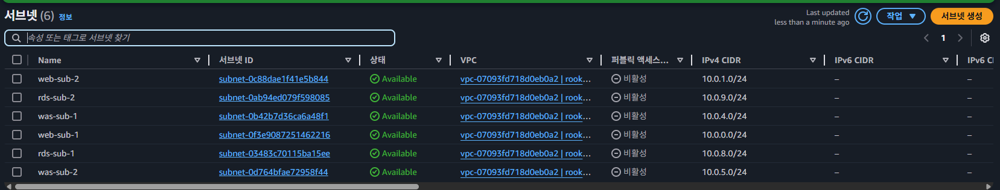 서브넷 (6) 정보
Last updated
less than a minute ago
작업
서브넷 생성
속성 또는 태그로 서브넷 찾기
1
Name 서브넷 ID 상태 VPC 퍼블릭 액세스... IPv4 CIDR IPv6 CIDR IPv6 CI
web-sub-2 subnet-0c88dae1f41e5b844 Available vpc-07093fd718d0eb0a2 | rook... 비활성 10.0.1.0/24 – –
rds-sub-2 subnet-0ab94ed079f598085 Available vpc-07093fd718d0eb0a2 | rook... 비활성 10.0.9.0/24 – –
was-sub-1 subnet-0b42b7d36ca6a48f1 Available vpc-07093fd718d0eb0a2 | rook... 비활성 10.0.4.0/24 – –
web-sub-1 subnet-0f3e9087251462216 Available vpc-07093fd718d0eb0a2 | rook... 비활성 10.0.0.0/24 – –
rds-sub-1 subnet-03483c70115ba15ee Available vpc-07093fd718d0eb0a2 | rook... 비활성 10.0.8.0/24 – –
was-sub-2 subnet-0d764bfae72958f44 Available vpc-07093fd718d0eb0a2 | rook... 비활성 10.0.5.0/24 – –